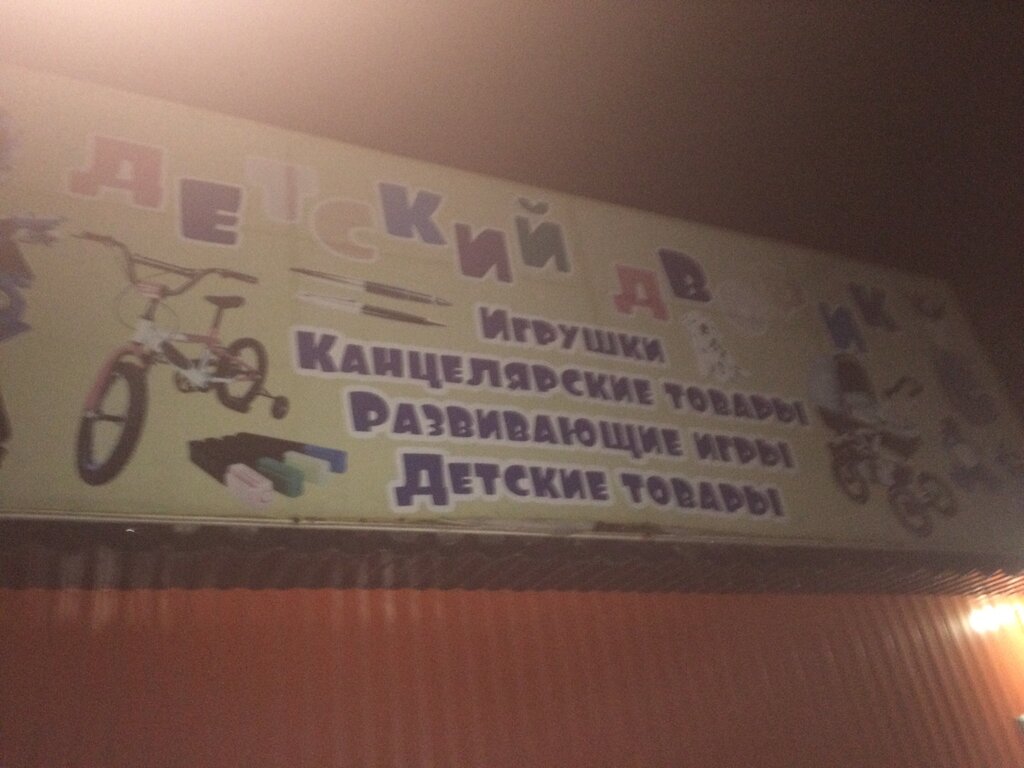 ДЕТСКИЙ
ИГРУШКИ
КАНЦЕЛЯРСКИЕ ТОВАРЫ
РАЗВИВАЮЩИЕ ИГРЫ
ДЕТСКИЕ ТОВАРЫ